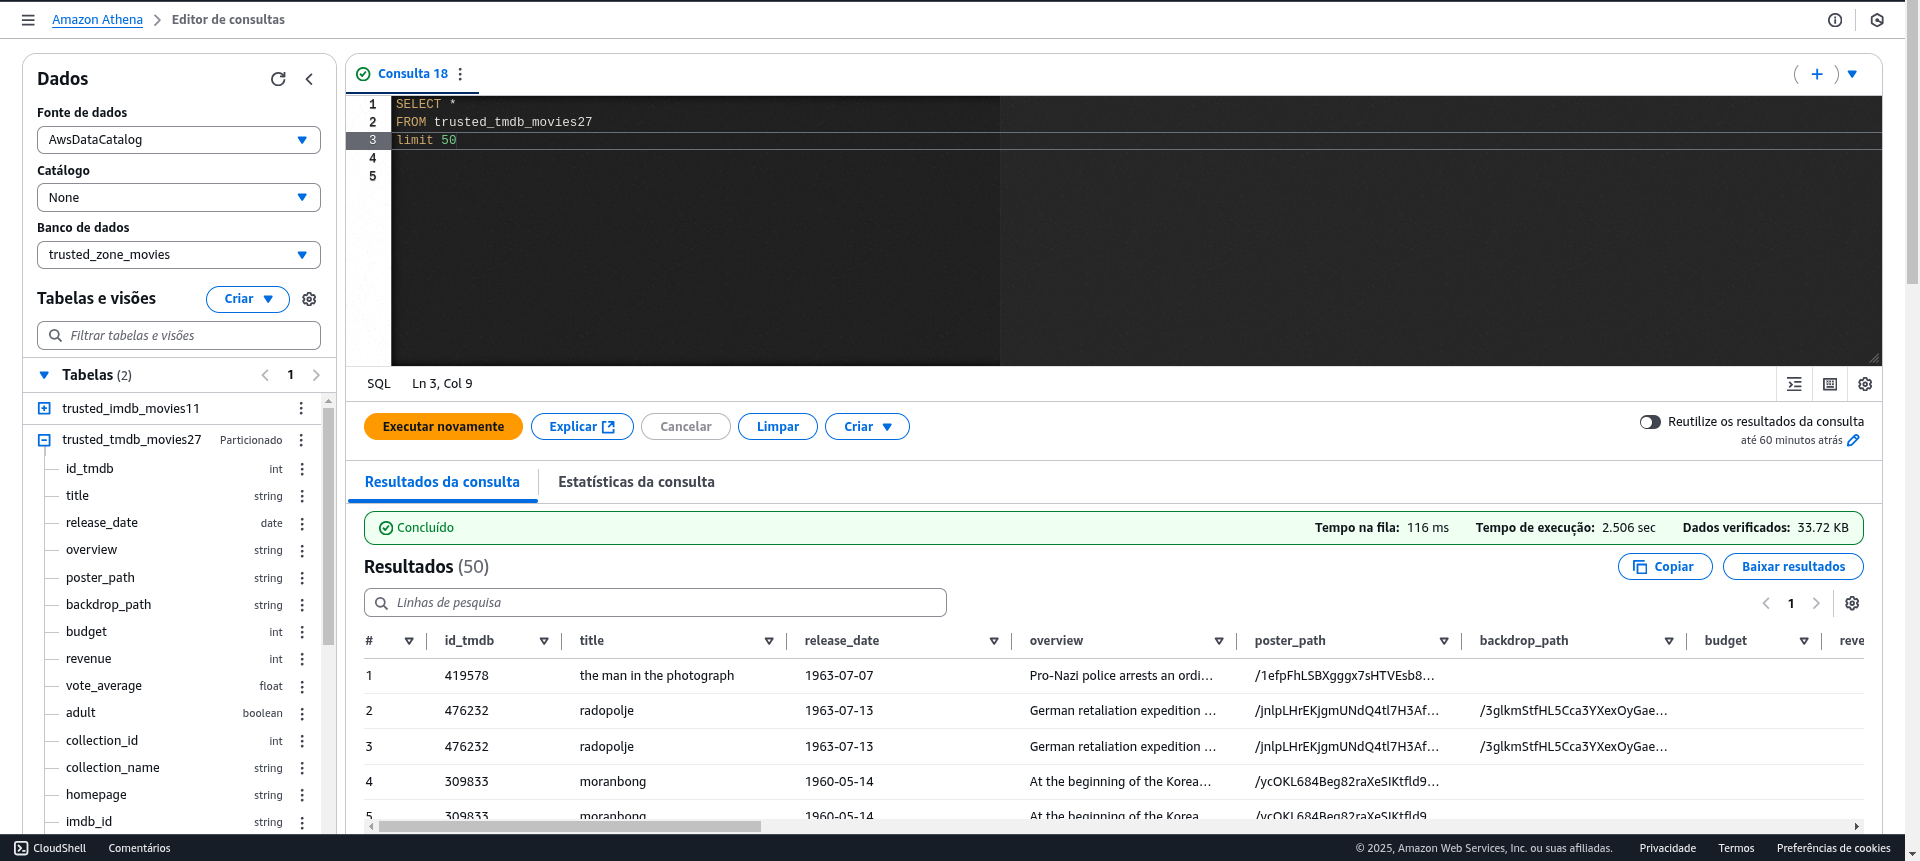 Amazon Athena > Editor de consultas
Dados
Fonte de dados
AwsDataCatalog
Catálogo
None
Banco de dados
trusted_zone_movies
Tabelas e visões
Criar
Filtrar tabelas e visões
Tabelas (2)
1
trusted_imdb_movies11
trusted_tmdb_movies27 Particionado
id_tmdb int
title string
release_date date
overview string
poster_path string
backdrop_path string
budget int
revenue int
vote_average float
adult boolean
collection_id int
collection_name string
homepage string
imdb_id string
Consulta 18
1 SELECT *
2 FROM trusted_tmdb_movies27
3 limit 50
4
5
SQL Ln 3, Col 9
Executar novamente Explicar Cancelar Limpar Criar
Reutilize os resultados da consulta
até 60 minutos atrás
Resultados da consulta Estatísticas da consulta
Concluído Tempo na fila: 116 ms Tempo de execução: 2.506 sec Dados verificados: 33.72 KB
Resultados (50) Copiar Baixar resultados
Linhas de pesquisa 1
# id_tmdb title release_date overview poster_path backdrop_path budget reve
1 419578 the man in the photograph 1963-07-07 Pro-Nazi police arrests an ordi... /1efpFhLSBXgggx7sHTVEsb8...
2 476232 radopolje 1963-07-13 German retaliation expedition ... /jnlpLHrEKjgmUNdQ4tl7H3Af... /3glkmStfHL5Cca3YXexOyGae...
3 476232 radopolje 1963-07-13 German retaliation expedition ... /jnlpLHrEKjgmUNdQ4tl7H3Af... /3glkmStfHL5Cca3YXexOyGae...
4 309833 moranbong 1960-05-14 At the beginning of the Korea... /ycOKL684Beg82raXeSIKtfld9...
5 309833 moranbong 1960-05-14 At the beginning of the Korea /ycOKL684Beg82raXeSIKtfld9
CloudShell Comentários © 2025, Amazon Web Services, Inc. ou suas afiliadas. Privacidade Termos Preferências de cookies